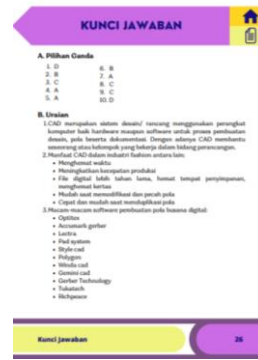 KUNCI JAWABAN
A. Pilihan Ganda
1. D
2. B
3. C
4. A
5. A
6. B
7. A
8. C
9. C
10. D
B. Uraian
1. CAD merupakan sistem desain/ rancang menggunakan perangkat
komputer baik hardware maupun software untuk proses pembuatan
desain, pola beserta dokumentasi. Dengan adanya CAD membantu
seseorang atau kelompok yang bekerja dalam bidang perancangan.
2. Manfaat CAD dalam industri fashion antara lain:
• Menghemat waktu
• Meningkatkan kecepatan produksi
• File digital lebih tahan lama, hemat tempat penyimpanan,
menghemat kertas
• Mudah saat memodifikasi dan pecah pola
• Cepat dan mudah saat menduplikasi pola
3. Macam-macam software pembuatan pola busana digital:
• Optitex
• Accumark gerber
• Lectra
• Pad system
• Style cad
• Polygon
• Winda cad
• Gemini cad
• Gerber Technology
• Tukatech
• Richpeace
Kunci Jawaban
26